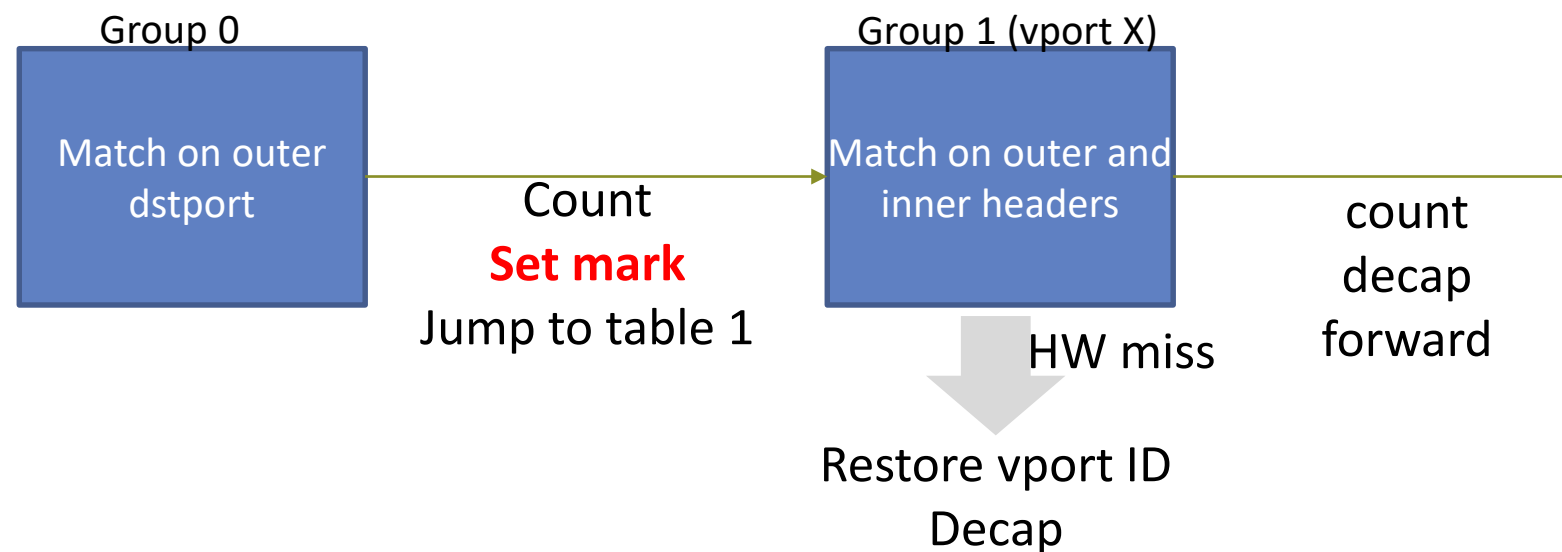 Group 0
Match on outer
dstport
Count
Set mark
Jump to table 1
Group 1 (vport X)
Match on outer and
inner headers
count
decap
forward
HW miss
Restore vport ID
Decap